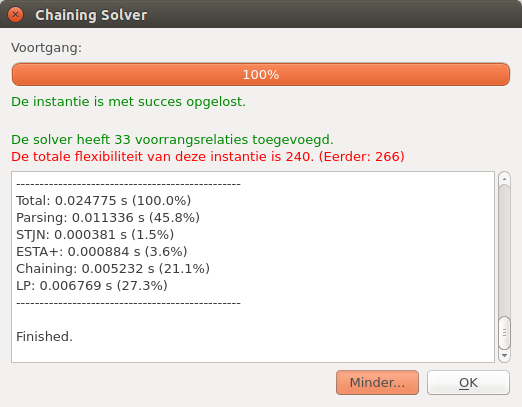 Chaining Solver
Voortgang:
100%
De instantie is met succes opgelost.
De solver heeft 33 voorrangsrelaties toegevoegd.
De totale flexibiliteit van deze instantie is 240. (Eerder: 266)
------------------------------------------------
Total: 0.024775 s (100.0%)
Parsing: 0.011336 s (45.8%)
STJN: 0.000381 s (1.5%)
ESTA+: 0.000884 s (3.6%)
Chaining: 0.005232 s (21.1%)
LP: 0.006769 s (27.3%)
------------------------------------------------
Finished.
Minder...
OK